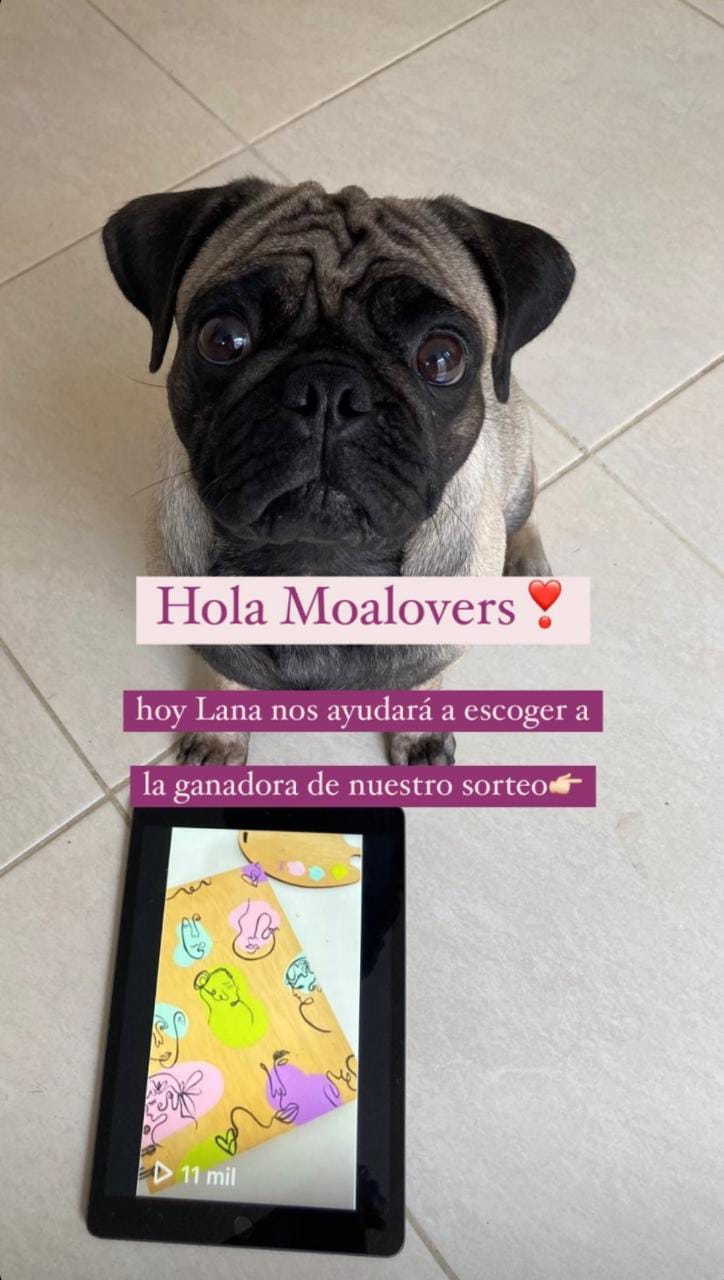 Hola Moalovers❣️
hoy Lana nos ayudará a escoger a
la ganadora de nuestro sorteo👉🏻
11 mil